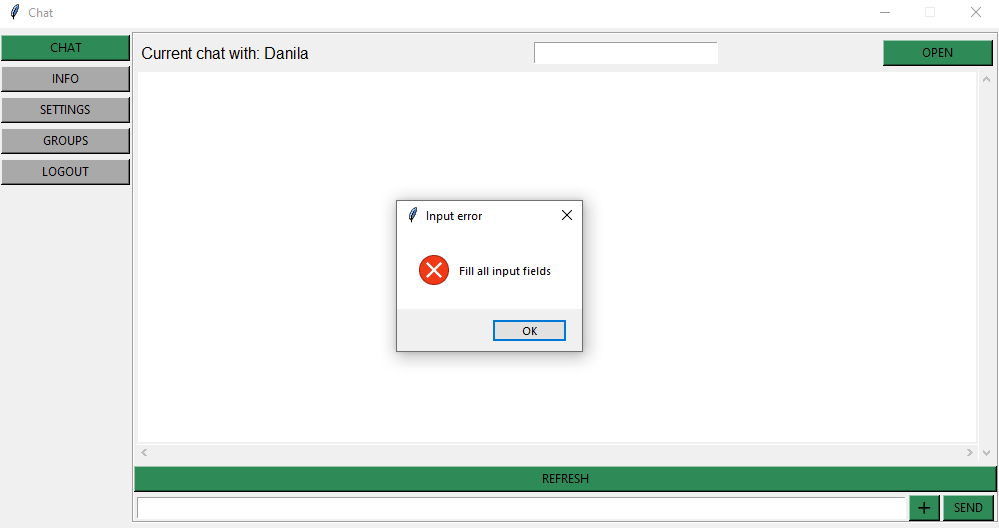 Chat
CHAT
INFO
SETTINGS
GROUPS
LOGOUT
Current chat with: Danila
OPEN
Input error
Fill all input fields
OK
REFRESH
+
SEND